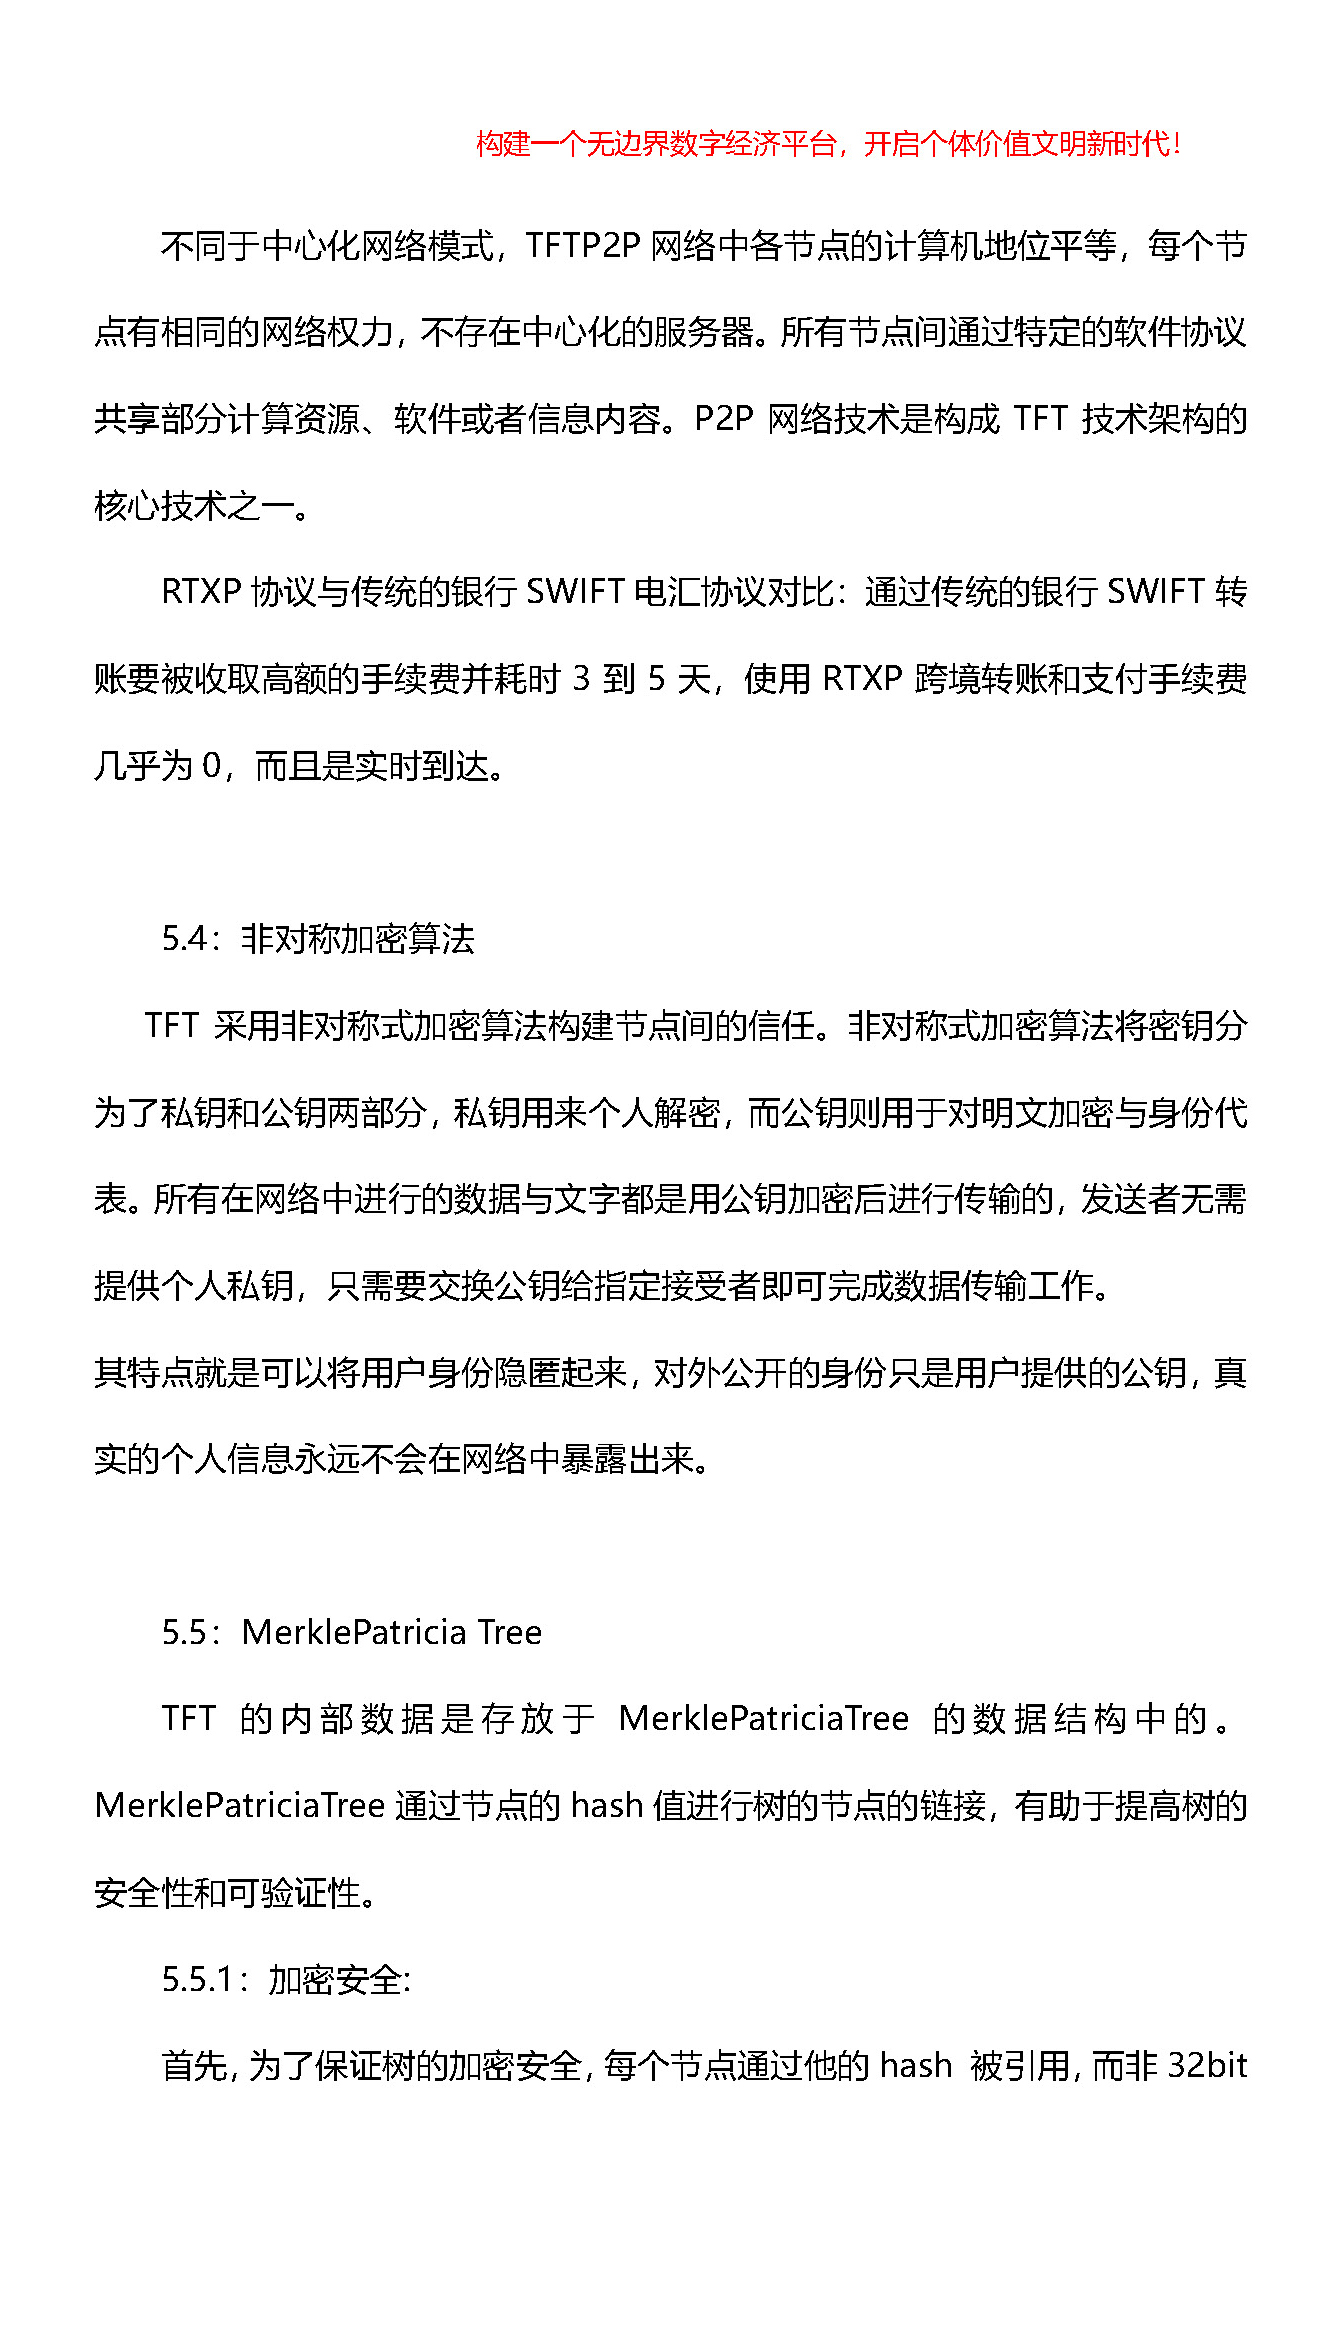 构建一个无边界数字经济平台，开启个体价值文明新时代！
不同于中心化网络模式，TFTP2P 网络中各节点的计算机地位平等，每个节
点有相同的网络权力，不存在中心化的服务器。所有节点间通过特定的软件协议
共享部分计算资源、软件或者信息内容。P2P 网络技术是构成 TFT 技术架构的
核心技术之一。
RTXP 协议与传统的银行 SWIFT 电汇协议对比：通过传统的银行 SWIFT 转
账要被收取高额的手续费并耗时 3 到 5 天，使用 RTXP 跨境转账和支付手续费
几乎为 0，而且是实时到达。
5.4：非对称加密算法
TFT 采用非对称式加密算法构建节点间的信任。非对称式加密算法将密钥分
为了私钥和公钥两部分，私钥用来个人解密，而公钥则用于对明文加密与身份代
表。所有在网络中进行的数据与文字都是用公钥加密后进行传输的，发送者无需
提供个人私钥，只需要交换公钥给指定接受者即可完成数据传输工作。
其特点就是可以将用户身份隐匿起来，对外公开的身份只是用户提供的公钥，真
实的个人信息永远不会在网络中暴露出来。
5.5：MerklePatricia Tree
TFT 的内部数据是存放于 MerklePatriciaTree 的数据结构中的。
MerklePatriciaTree 通过节点的 hash 值进行树的节点的链接，有助于提高树的
安全性和可验证性。
5.5.1：加密安全:
首先，为了保证树的加密安全，每个节点通过他的 hash 被引用，而非 32bit